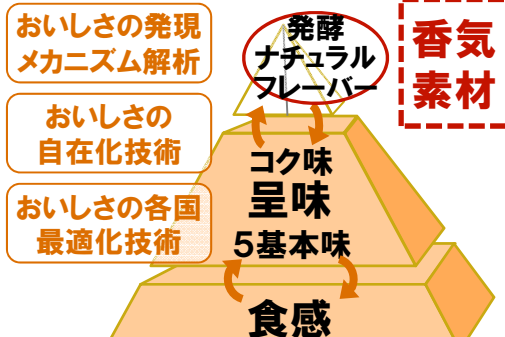 おいしさの発現
メカニズム解析
おいしさの
自在化技術
おいしさの各国
最適化技術
発酵
ナチュラル
フレーバー
香気
素材
コク味
呈味
5基本味
食感